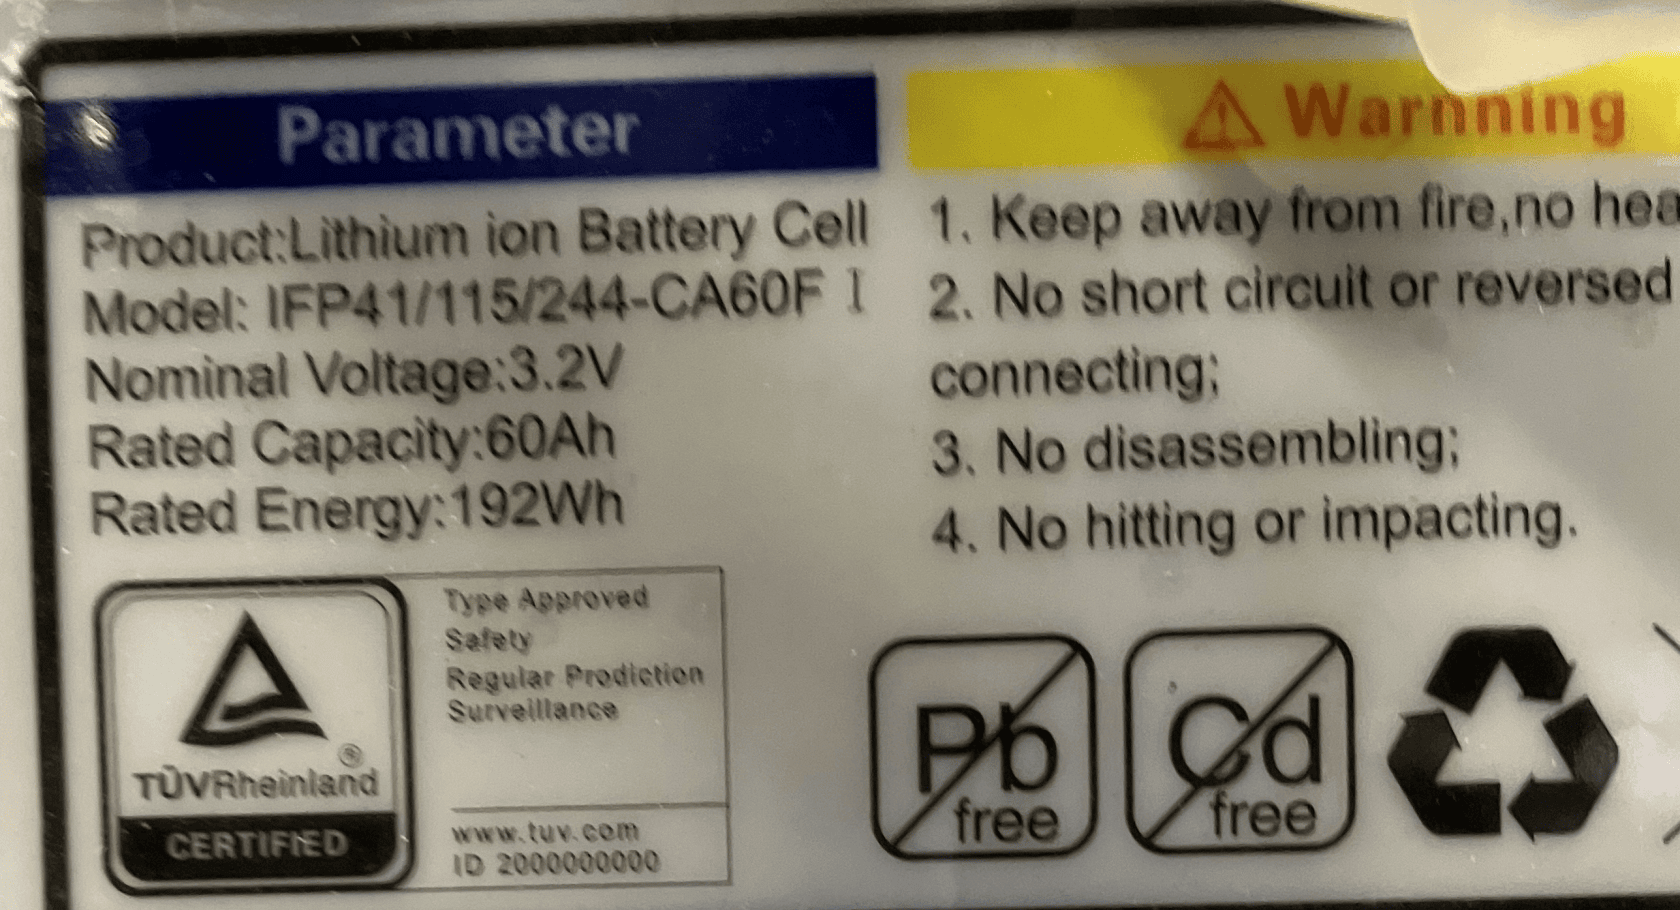 Parameter
Product:Lithium ion Battery Cell
Model: IFP41/115/244-CA60F I
Nominal Voltage:3.2V
Rated Capacity:60Ah
Rated Energy:192Wh
TÜVRheinland®
CERTIFIED
Type Approved
Safety
Regular Prodiction
Surveillance
www.tuv.com
ID 2000000000
Warnning
1. Keep away from fire,no hea
2. No short circuit or reversed
connecting;
3. No disassembling;
4. No hitting or impacting.
Pb
free
Cd
free